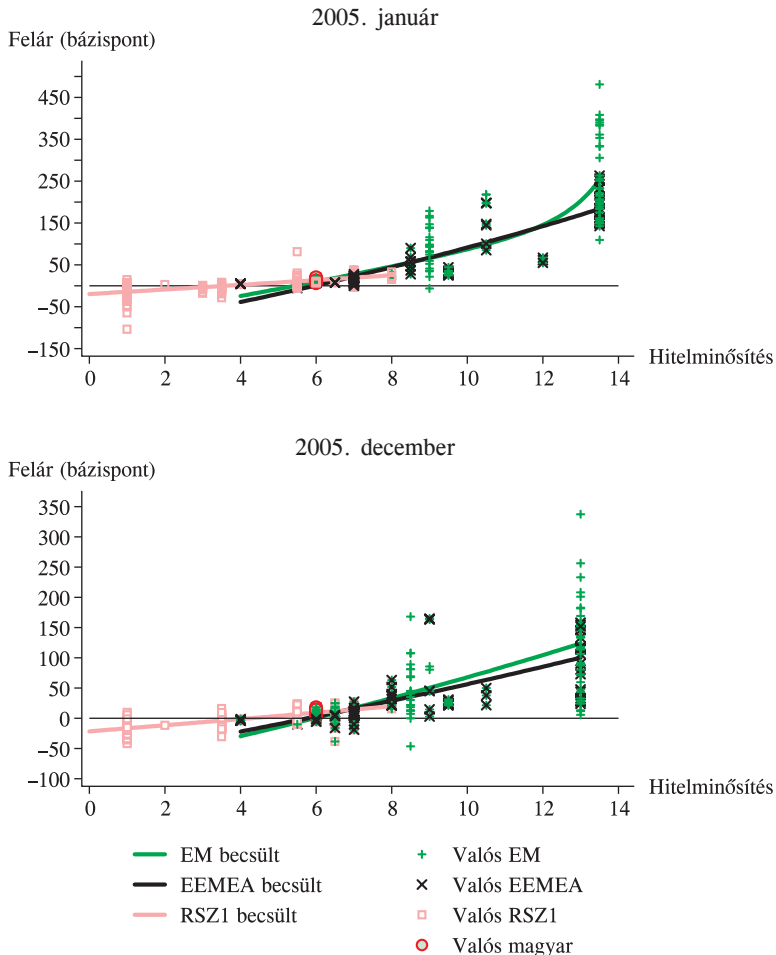 2005. január
Felár (bázispont)
450
350
250
150
50
0
−50
−150
0 2 4 6 8 10 12 14
Hitelminősítés
2005. december
Felár (bázispont)
350
300
250
200
150
100
50
0
−50
−100
0 2 4 6 8 10 12 14
Hitelminősítés
EM becsült
EEMEA becsült
RSZ1 becsült
Valós EM
Valós EEMEA
Valós RSZ1
Valós magyar